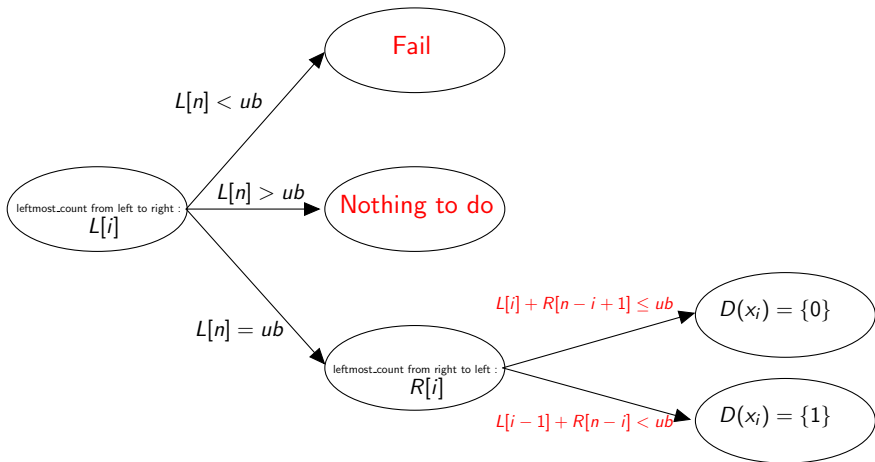 Fail
L[n] < ub
L[n] > ub
Nothing to do
leftmost_count from left to right :
L[i]
L[i] + R[n − i + 1] ≤ ub
D(x_i) = {0}
L[n] = ub
leftmost_count from right to left :
R[i]
L[i − 1] + R[n − i] < ub
D(x_i) = {1}